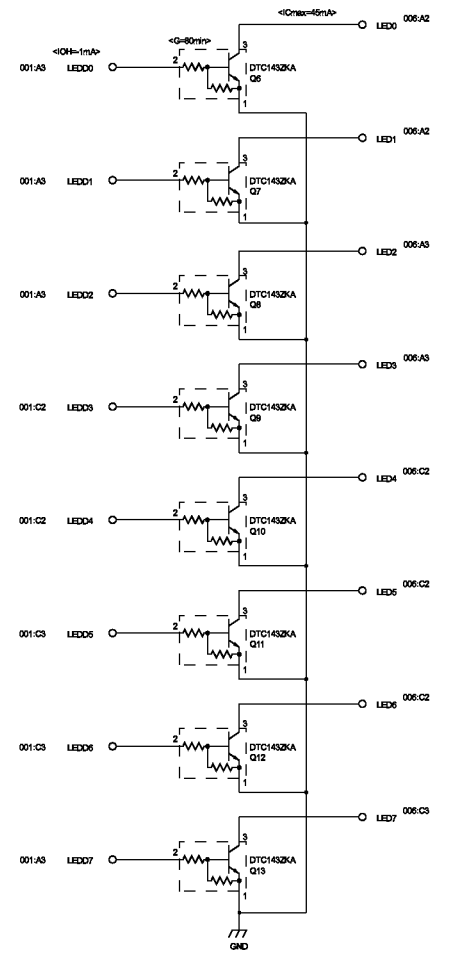 <ICmax=45mA>
LED0 006:A2
<IOH=-1mA> <G=80min>
001:A3 LEDD0 2 3 DTC143ZKA
Q6
1
LED1 006:A2
001:A3 LEDD1 2 3 DTC143ZKA
Q7
1
LED2 006:A3
001:A3 LEDD2 2 3 DTC143ZKA
Q8
1
LED3 006:A3
001:C2 LEDD3 2 3 DTC143ZKA
Q9
1
LED4 006:C2
001:C2 LEDD4 2 3 DTC143ZKA
Q10
1
LED5 006:C2
001:C3 LEDD5 2 3 DTC143ZKA
Q11
1
LED6 006:C2
001:C3 LEDD6 2 3 DTC143ZKA
Q12
1
LED7 006:C3
001:A3 LEDD7 2 3 DTC143ZKA
Q13
1
GND